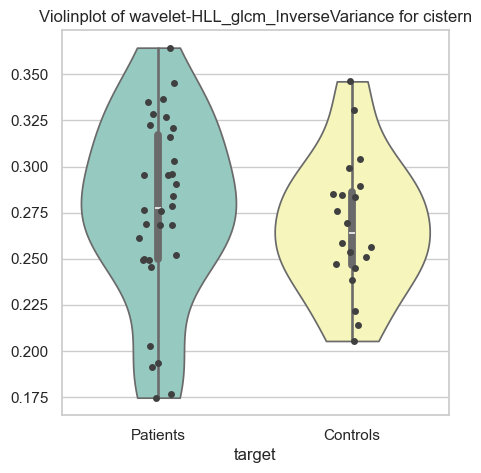 Violinplot of wavelet-HLL_glcm_InverseVariance for cistern
0.350
0.325
0.300
0.275
0.250
0.225
0.200
0.175
Patients
Controls
target